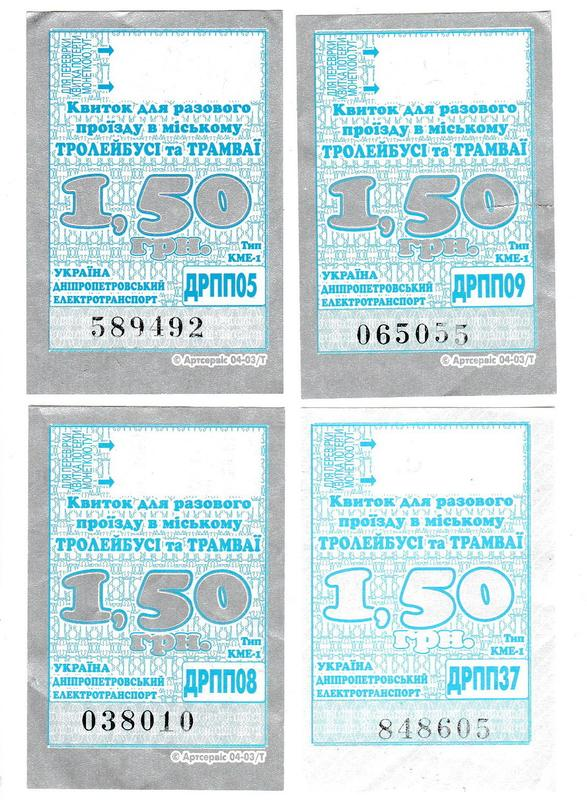 ДЛЯ ПЕРЕВІРКИ
КВИТКА ПОТЕРТИ
МОНЕТКОЮ ТУТ
Квиток для разового
проїзду в міському
ТРОЛЕЙБУСІ та ТРАМВАЇ
1,50
грн.
Тип
КМЕ-1
УКРАЇНА
ДНІПРОПЕТРОВСЬКИЙ
ЕЛЕКТРОТРАНСПОРТ
ДРПП05
589492
© Артсервіс 04-03/Т
ДЛЯ ПЕРЕВІРКИ
КВИТКА ПОТЕРТИ
МОНЕТКОЮ ТУТ
Квиток для разового
проїзду в міському
ТРОЛЕЙБУСІ та ТРАМВАЇ
1,50
грн.
Тип
КМЕ-1
УКРАЇНА
ДНІПРОПЕТРОВСЬКИЙ
ЕЛЕКТРОТРАНСПОРТ
ДРПП09
065055
© Артсервіс 04-03/Т
ДЛЯ ПЕРЕВІРКИ
КВИТКА ПОТЕРТИ
МОНЕТКОЮ ТУТ
Квиток для разового
проїзду в міському
ТРОЛЕЙБУСІ та ТРАМВАЇ
1,50
грн.
Тип
КМЕ-1
УКРАЇНА
ДНІПРОПЕТРОВСЬКИЙ
ЕЛЕКТРОТРАНСПОРТ
ДРПП08
038010
© Артсервіс 04-03/Т
ДЛЯ ПЕРЕВІРКИ
КВИТКА ПОТЕРТИ
МОНЕТКОЮ ТУТ
Квиток для разового
проїзду в міському
ТРОЛЕЙБУСІ та ТРАМВАЇ
1,50
грн.
Тип
КМЕ-1
УКРАЇНА
ДНІПРОПЕТРОВСЬКИЙ
ЕЛЕКТРОТРАНСПОРТ
ДРПП37
848605